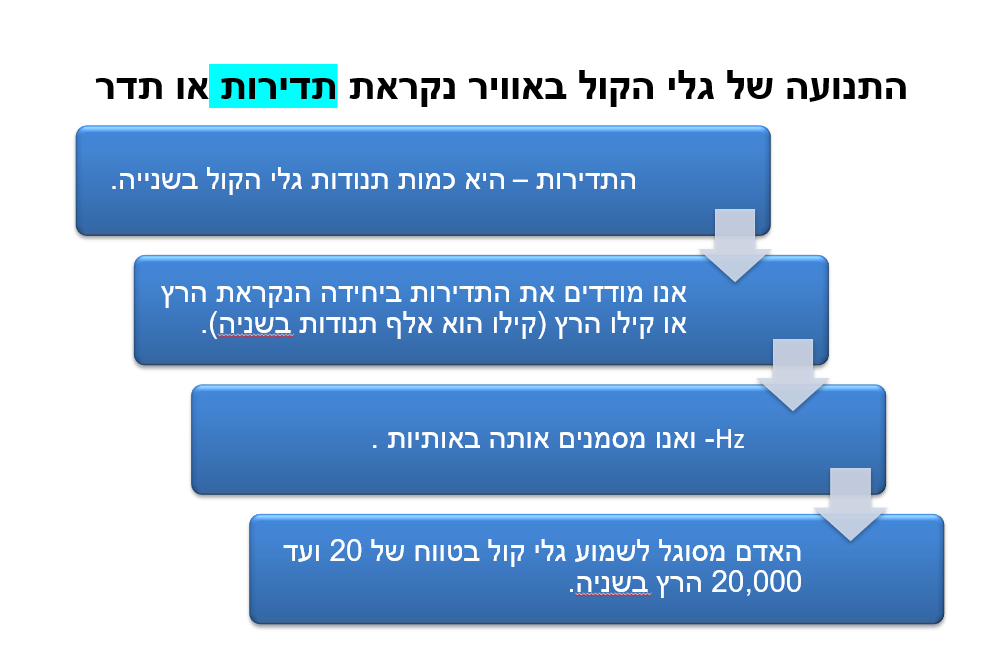 התנועה של גלי הקול באוויר נקראת תדירות או תדר
התדירות – היא כמות תנודות גלי הקול בשנייה.
אנו מודדים את התדירות ביחידה הנקראת הרץ
או קילו הרץ (קילו הוא אלף תנודות בשניה).
Hz- ואנו מסמנים אותה באותיות .
האדם מסוגל לשמוע גלי קול בטווח של 20 ועד
20,000 הרץ בשניה.